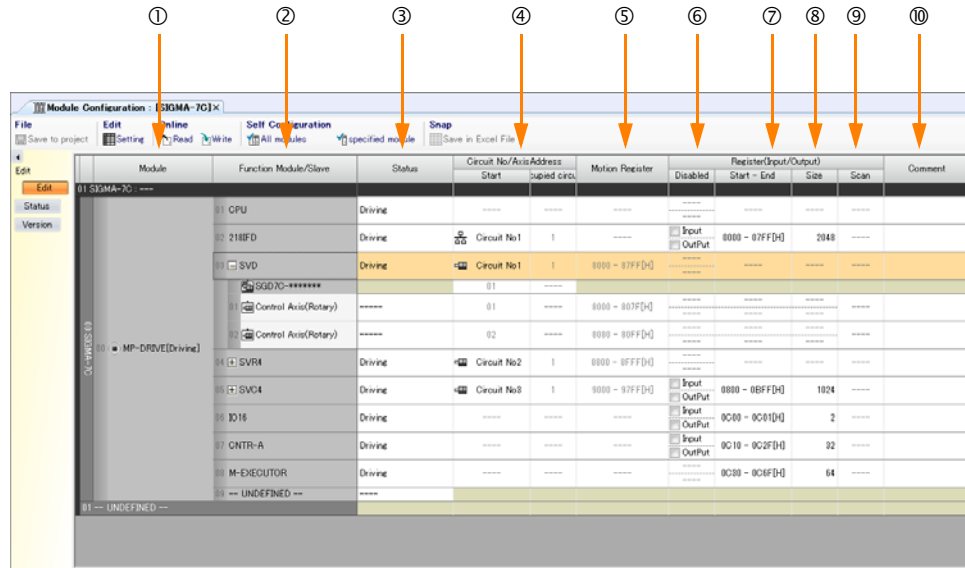 ① ② ③ ④ ⑤ ⑥ ⑦ ⑧ ⑨ ⑩
Module Configuration : [SIGMA-7C]×
File Edit Online Self Configuration Snap
Save to project Setting Read Write All modules specified module Save in Excel File
Edit
Edit
Status
Version
Module Function Module/Slave Status Circuit No/AxisAddress Motion Register Register(Input/Output) Comment
Start upied circu Disabled Start - End Size Scan
01 SIGMA-7C : ---
03 SIGMA-7C
00 MP-DRIVE[Driving]
01 CPU Driving ---- ---- ---- ---- ---- ---- ---- ----
02 218IFD Driving Circuit No1 1 ---- Input OutPut 0000 - 07FF[H] 2048 ----
03 SVD Driving Circuit No1 1 8000 - 87FF[H] ---- ---- ---- ---- ----
SGD7C-******* 01 ----
01 Control Axis(Rotary) ----- 01 8000 - 807F[H] ---- ---- ---- ---- ---- ---- ----
02 Control Axis(Rotary) ----- 02 8080 - 80FF[H] ---- ---- ---- ---- ---- ---- ----
04 SVR4 Driving Circuit No2 1 8800 - 8FFF[H] ---- ---- ---- ---- ----
05 SVC4 Driving Circuit No3 1 9000 - 97FF[H] Input OutPut 0800 - 0BFF[H] 1024 ----
06 IO16 Driving ---- ---- ---- Input OutPut 0C00 - 0C01[H] 2 ----
07 CNTR-A Driving ---- ---- ---- Input OutPut 0C10 - 0C2F[H] 32 ----
08 M-EXECUTOR Driving ---- ---- ---- ---- ---- 0C30 - 0C6F[H] 64 ----
09 -- UNDEFINED -- ----
01 -- UNDEFINED --